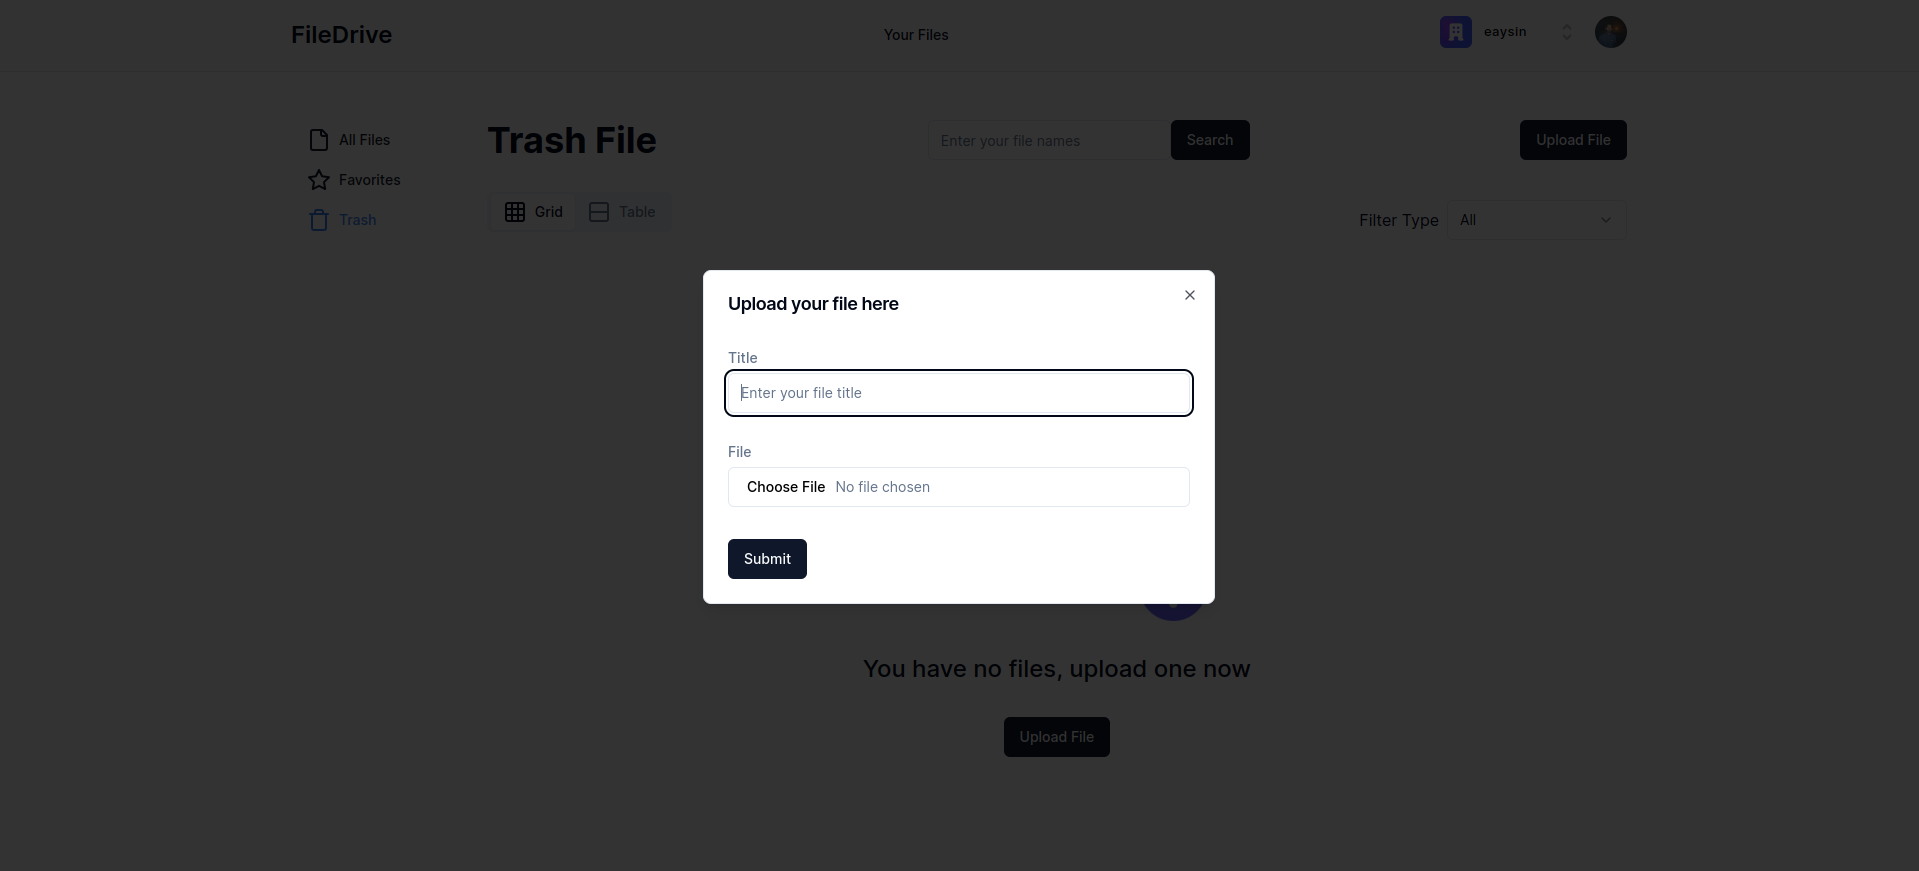 FileDrive
Your Files
eaysin
All Files
Favorites
Trash
Trash File
Enter your file names
Search
Upload File
Grid
Table
Filter Type
All
Upload your file here
Title
Enter your file title
File
Choose File No file chosen
Submit
You have no files, upload one now
Upload File